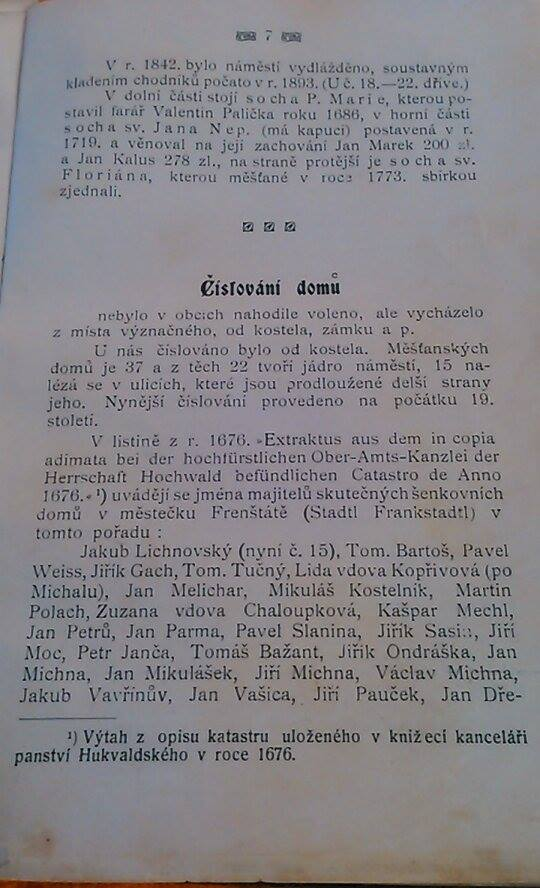 7
V r. 1842. bylo náměstí vydlážděno, soustavným
kladením chodníků počato v r. 1893. (U č. 18.—22. dříve.)
V dolní části stojí socha P. Marie, kterou po-
stavil farář Valentin Palička roku 1686, v horní části
socha sv. Jana Nep. (má kapuci) postavená v r.
1719. a věnoval na její zachování Jan Marek 200 zl.
a Jan Kalus 278 zl., na straně protější je socha sv.
Floriána, kterou měšťané v roce 1773. sbírkou
zjednali.
Číslování domů
nebylo v obcích nahodile voleno, ale vycházelo
z místa význačného, od kostela, zámku a p.
U nás číslováno bylo od kostela. Měšťanských
domů je 37 a z těch 22 tvoří jádro náměstí, 15 na-
lézá se v ulicích, které jsou prodloužené delší strany
jeho. Nynější číslování provedeno na počátku 19.
století.
V listině z r. 1676. »Extraktus aus dem in copia
adimata bei der hochfürstlichen Ober-Amts-Kanzlei der
Herrschaft Hochwald befündlichen Catastro de Anno
1676.« ¹) uvádějí se jména majitelů skutečných šenkovních
domů v městečku Frenštátě (Stadtl Frankstadtl) v
tomto pořadu :
Jakub Lichnovský (nyní č. 15), Tom. Bartoš, Pavel
Weiss, Jiřík Gach, Tom. Tučný, Lida vdova Kopřivová (po
Michalu), Jan Melichar, Mikuláš Kostelník, Martin
Polach, Zuzana vdova Chaloupková, Kašpar Mechl,
Jan Petrů, Jan Parma, Pavel Slanina, Jiřík Sasin, Jiří
Moc, Petr Janča, Tomáš Bažant, Jiřík Ondráška, Jan
Michna, Jan Mikulášek, Jiří Michna, Václav Michna,
Jakub Vavřínův, Jan Vašica, Jiří Pauček, Jan Dře-
¹) Výtah z opisu katastru uloženého v knížecí kanceláři
panství Hukvaldského v roce 1676.